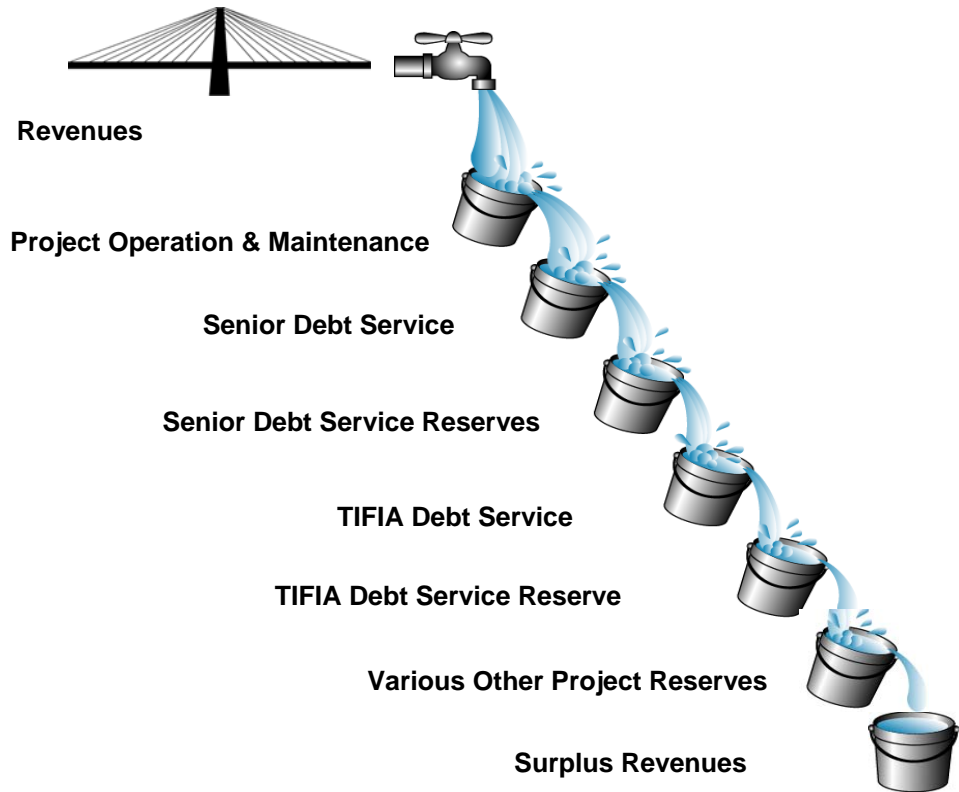 Revenues
Project Operation & Maintenance
Senior Debt Service
Senior Debt Service Reserves
TIFIA Debt Service
TIFIA Debt Service Reserve
Various Other Project Reserves
Surplus Revenues